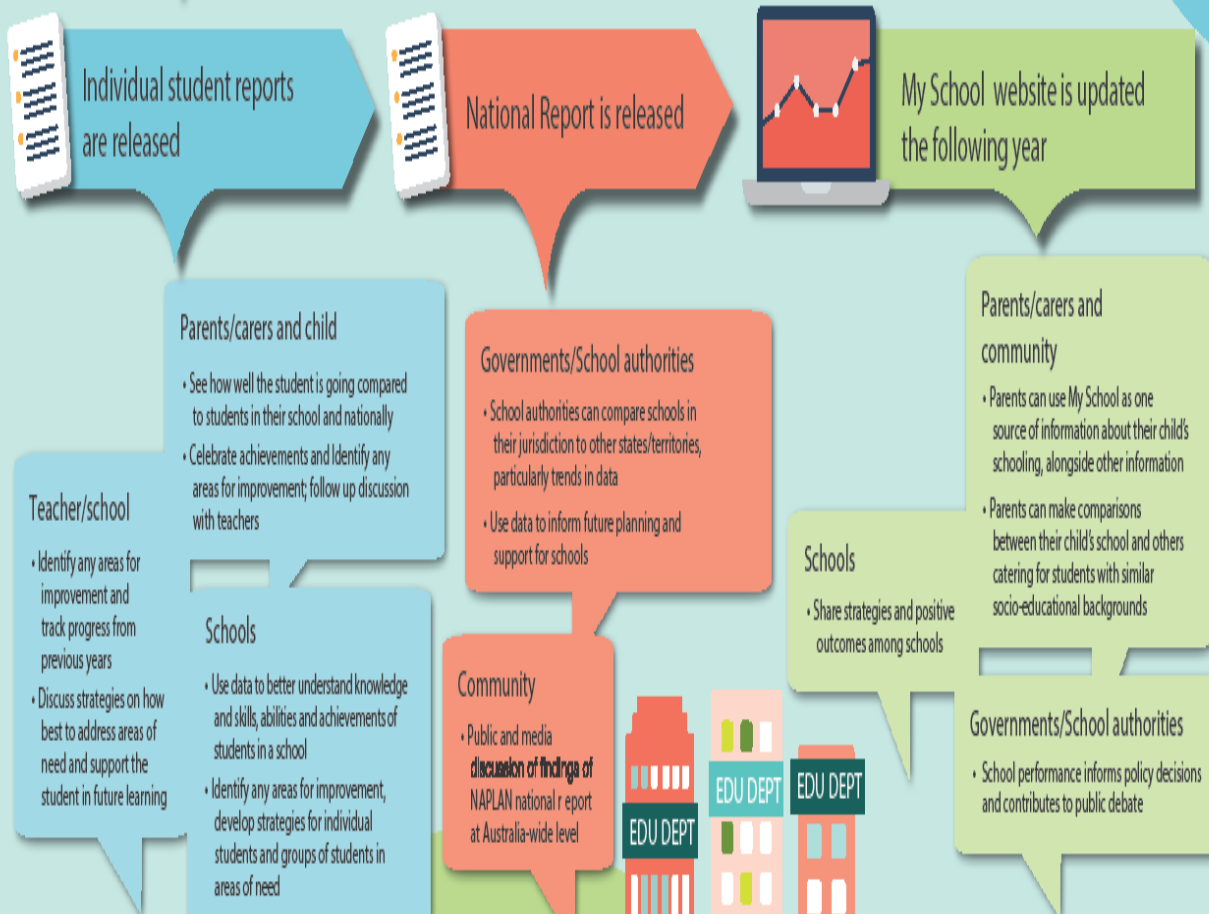 Individual student reports
are released
National Report is released
My School website is updated
the following year
Parents/carers and child
• See how well the student is going compared
to students in their school and nationally
• Celebrate achievements and Identify any
areas for improvement; follow up discussion
with teachers
Teacher/school
• Identify any areas for
improvement and
track progress from
previous years
• Discuss strategies on how
best to address areas of
need and support the
student in future learning
Schools
• Use data to better understand knowledge
and skills, abilities and achievements of
students in a school
• Identify any areas for improvement,
develop strategies for individual
students and groups of students in
areas of need
Governments/School authorities
• School authorities can compare schools in
their jurisdiction to other states/territories,
particularly trends in data
• Use data to inform future planning and
support for schools
Community
• Public and media
discussion of findings of
NAPLAN national r eport
at Australia-wide level
EDU DEPT
EDU DEPT
EDU DEPT
Parents/carers and
community
• Parents can use My School as one
source of information about their child's
schooling, alongside other information
• Parents can make comparisons
between their child's school and others
catering for students with similar
socio-educational backgrounds
Schools
• Share strategies and positive
outcomes among schools
Governments/School authorities
• School performance informs policy decisions
and contributes to public debate